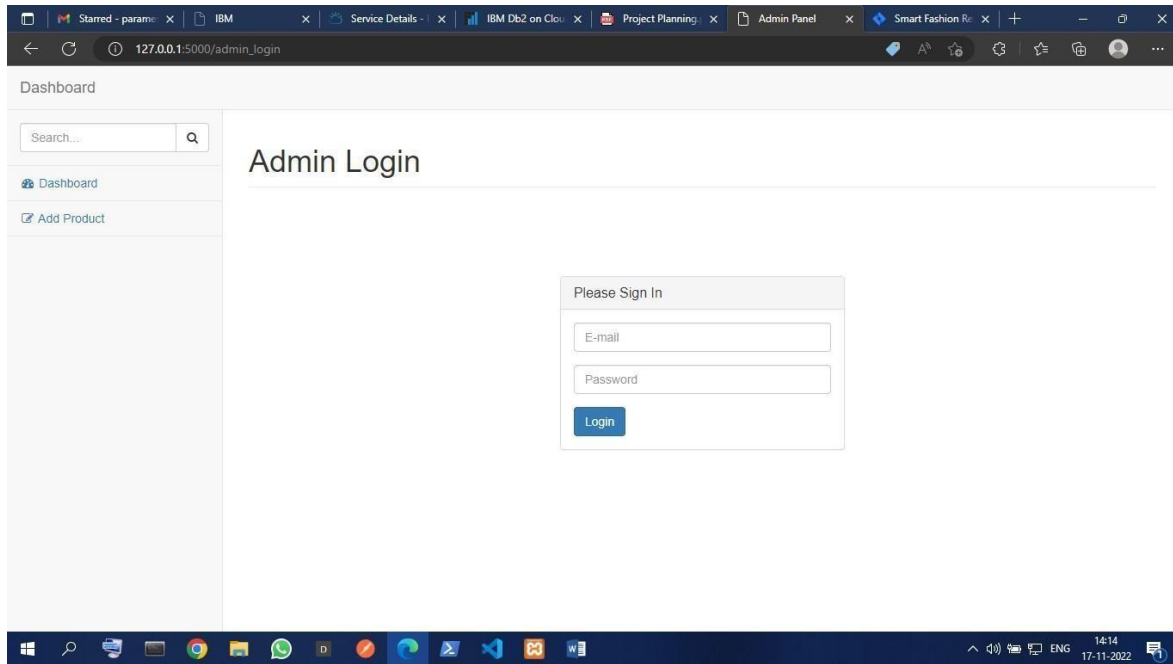 Starred - parame
IBM
Service Details -
IBM Db2 on Clou
Project Planning
Admin Panel
Smart Fashion Re
127.0.0.1:5000/admin_login
Dashboard
Search...
Dashboard
Add Product
Admin Login
Please Sign In
E-mail
Password
Login
ENG
14:14
17-11-2022